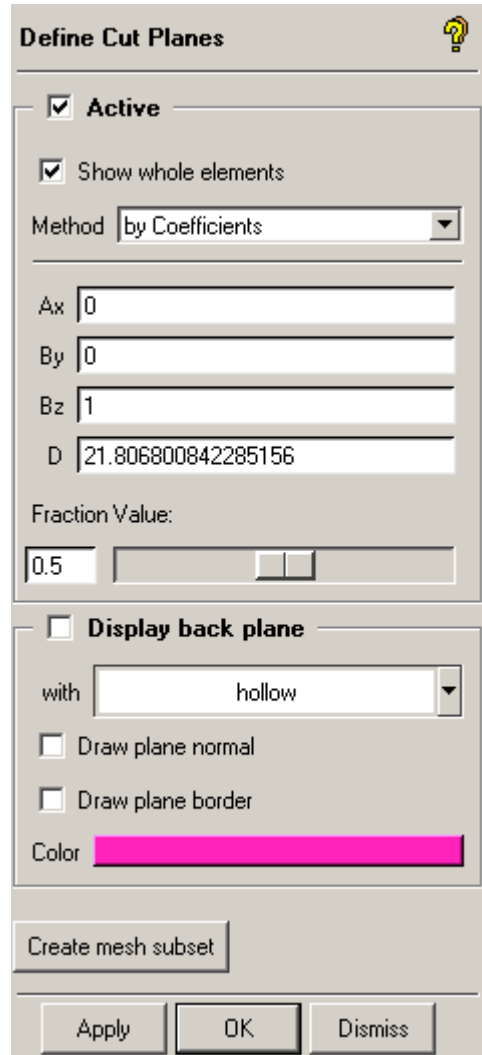 Define Cut Planes ?
Active
Show whole elements
Method by Coefficients
Ax 0
By 0
Bz 1
D 21.806800842285156
Fraction Value:
0.5
Display back plane
with hollow
Draw plane normal
Draw plane border
Color
Create mesh subset
Apply OK Dismiss